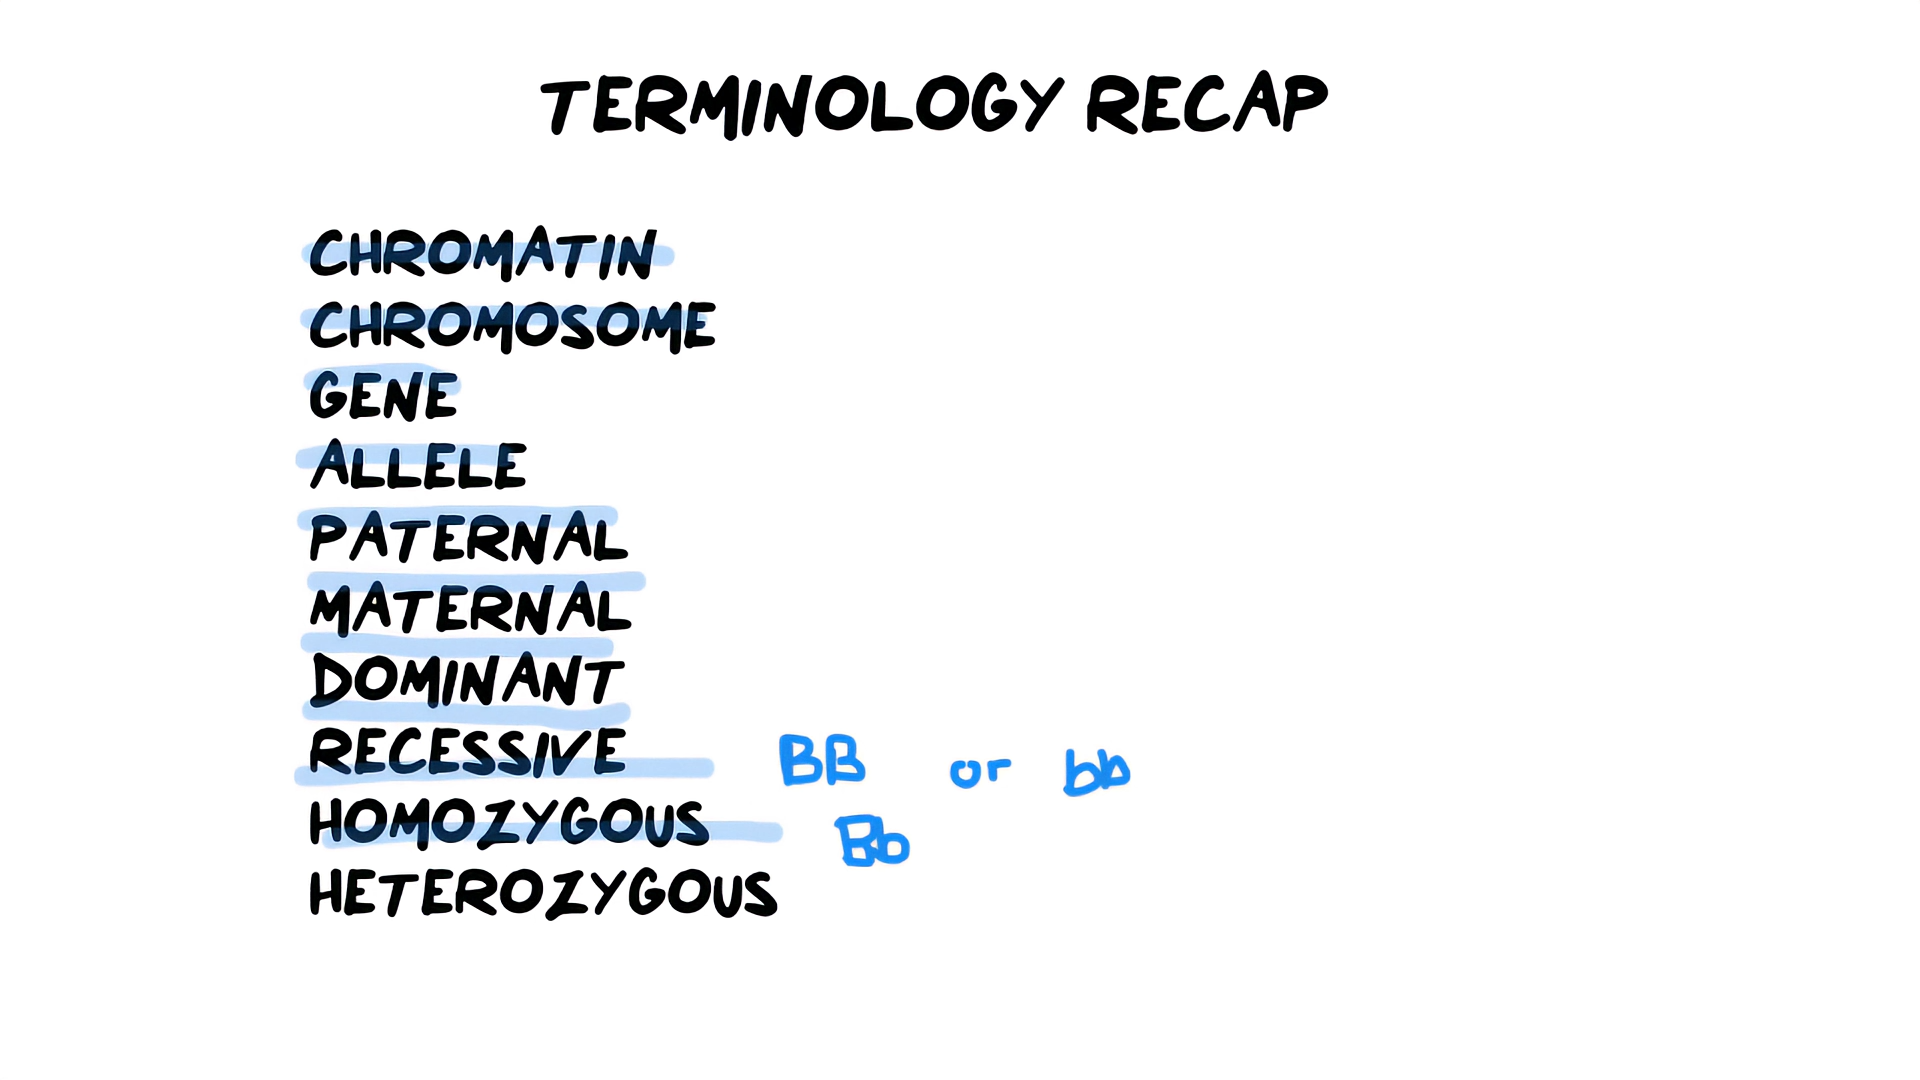 TERMINOLOGY RECAP
CHROMATIN
CHROMOSOME
GENE
ALLELE
PATERNAL
MATERNAL
DOMINANT
RECESSIVE
BB or bb
HOMOZYGOUS
Bb
HETEROZYGOUS